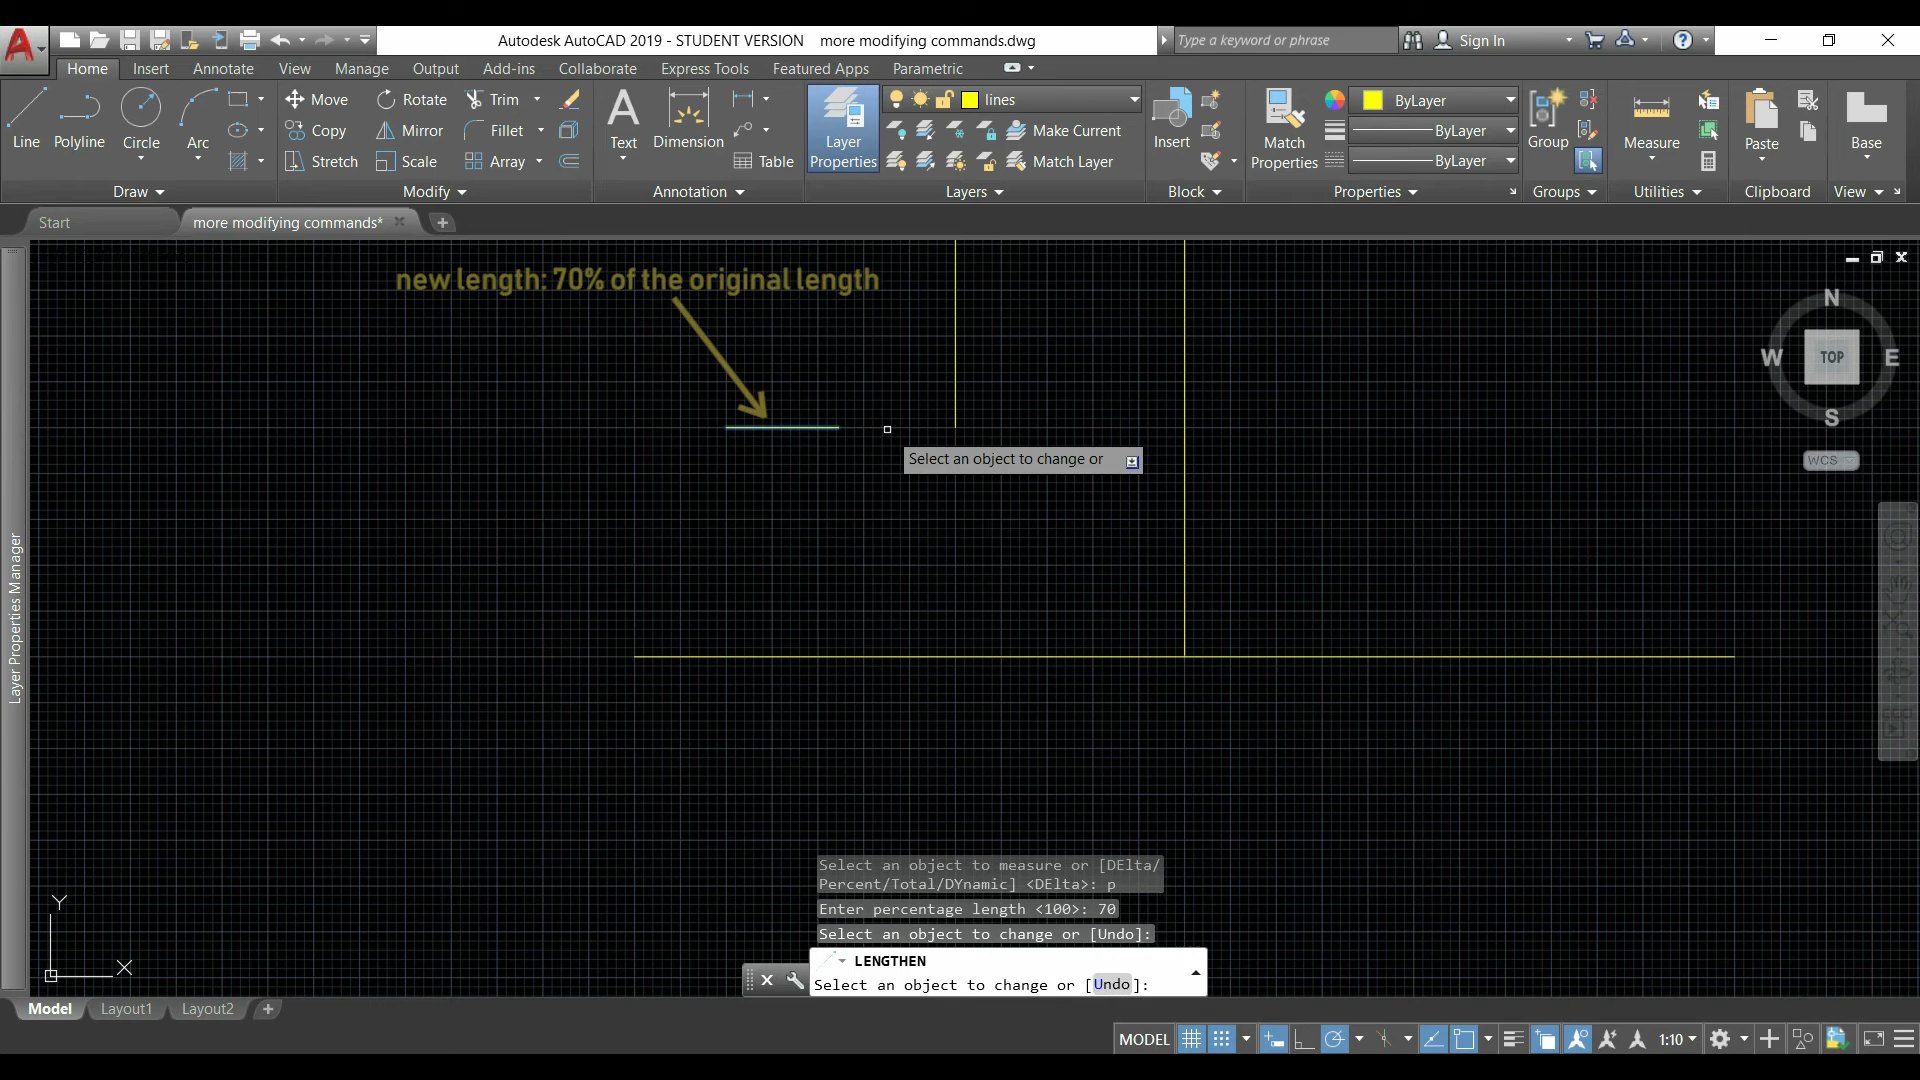 Autodesk AutoCAD 2019 - STUDENT VERSION more modifying commands.dwg
Type a keyword or phrase
Sign In
Home Insert Annotate View Manage Output Add-ins Collaborate Express Tools Featured Apps Parametric
Line Polyline Circle Arc
Move Rotate Trim
Copy Mirror Fillet
Stretch Scale Array
Text Dimension Table
Layer Properties
lines
Make Current
Match Layer
Insert
Match Properties
ByLayer
ByLayer
ByLayer
Group
Measure
Paste
Base
Draw Modify Annotation Layers Block Properties Groups Utilities Clipboard View
Start more modifying commands*
new length: 70% of the original length
N
W TOP E
S
WCS
Select an object to change or
Layer Properties Manager
Y
X
Select an object to measure or [DElta/
Percent/Total/DYnamic] <DElta>: p
Enter percentage length <100>: 70
Select an object to change or [Undo]:
LENGTHEN
Select an object to change or [Undo]:
Model Layout1 Layout2
MODEL 1:10